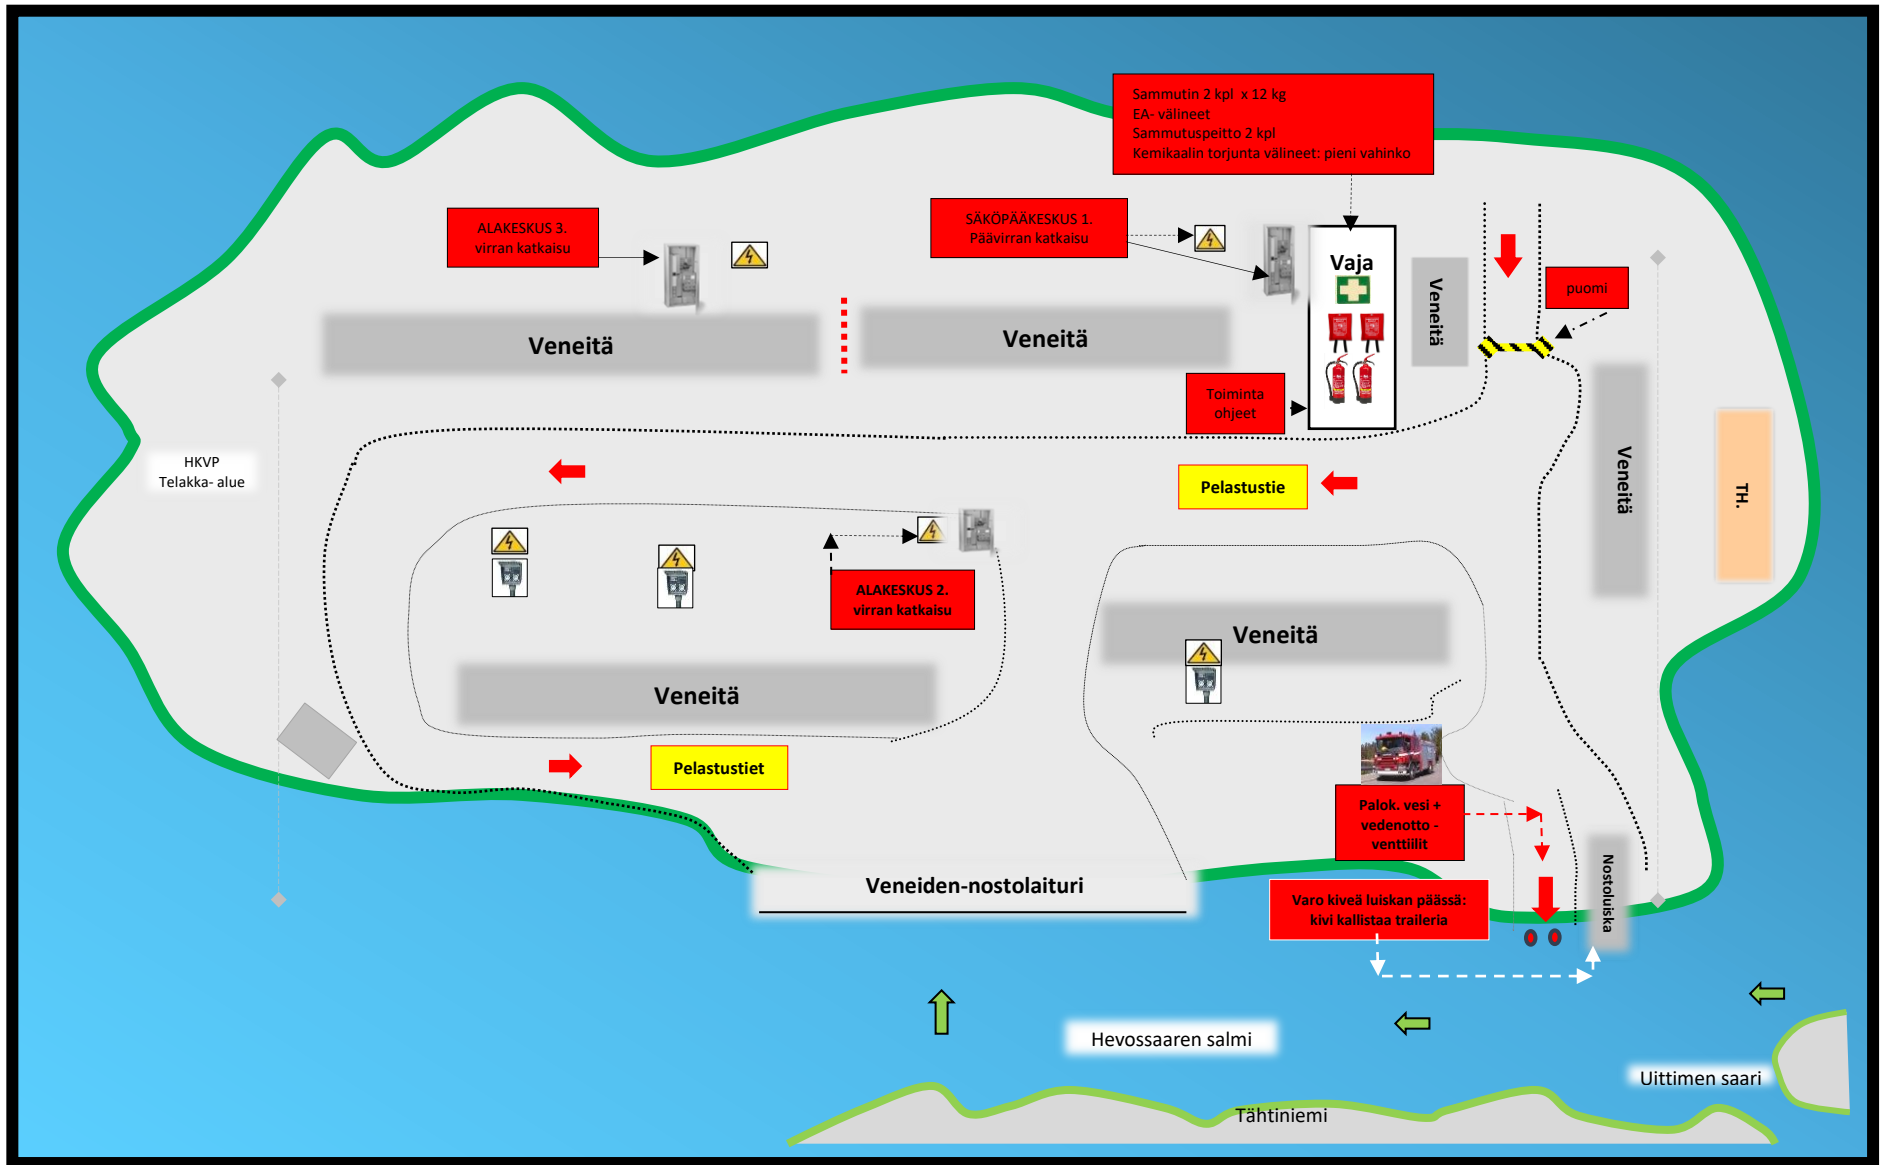 Sammutin 2 kpl x 12 kg
EA- välineet
Sammutuspeitto 2 kpl
Kemikaalin torjunta välineet: pieni vahinko
ALAKESKUS 3.
virran katkaisu
SÄKÖPÄÄKESKUS 1.
Päävirran katkaisu
Vaja
Veneitä
puomi
Veneitä
Veneitä
Toiminta
ohjeet
HKVP
Telakka- alue
Pelastustie
Veneitä
TH.
ALAKESKUS 2.
virran katkaisu
Veneitä
Veneitä
Pelastustiet
Palok. vesi +
vedenotto -
venttiilit
Veneiden-nostolaituri
Varo kiveä luiskan päässä:
kivi kallistaa traileria
Nostoluiska
Hevossaaren salmi
Uittimen saari
Tähtiniemi